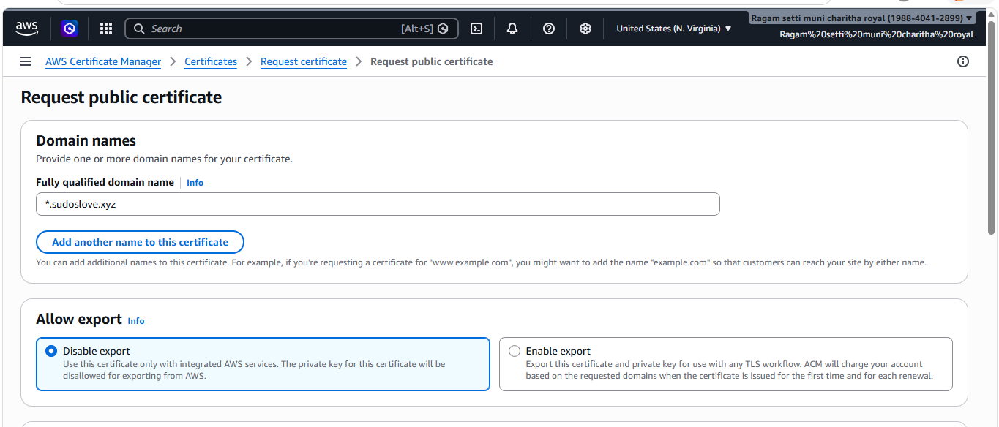 aws
Search [Alt+S]
United States (N. Virginia)
Ragam setti muni charitha royal (1988-4041-2899)
Ragam%20setti%20muni%20charitha%20royal
AWS Certificate Manager
Certificates
Request certificate
Request public certificate
Request public certificate
Domain names
Provide one or more domain names for your certificate.
Fully qualified domain name Info
*.sudoslove.xyz
Add another name to this certificate
You can add additional names to this certificate. For example, if you're requesting a certificate for "www.example.com", you might want to add the name "example.com" so that customers can reach your site by either name.
Allow export Info
Disable export
Use this certificate only with integrated AWS services. The private key for this certificate will be
disallowed for exporting from AWS.
Enable export
Export this certificate and private key for use with any TLS workflow. ACM will charge your account
based on the requested domains when the certificate is issued for the first time and for each renewal.